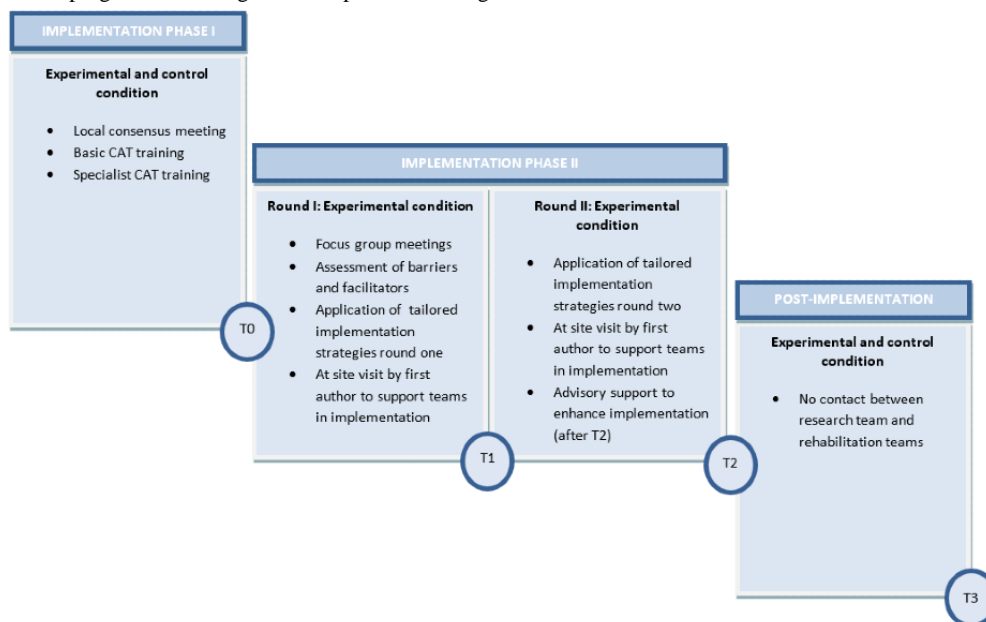 IMPLEMENTATION PHASE I
Experimental and control
condition
• Local consensus meeting
• Basic CAT training
• Specialist CAT training
T0
IMPLEMENTATION PHASE II
Round I: Experimental condition
• Focus group meetings
• Assessment of barriers
and facilitators
• Application of tailored
implementation
strategies round one
• At site visit by first
author to support teams
in implementation
T1
Round II: Experimental
condition
• Application of tailored
implementation
strategies round two
• At site visit by first
author to support teams
in implementation
• Advisory support to
enhance implementation
(after T2)
T2
POST-IMPLEMENTATION
Experimental and control
condition
• No contact between
research team and
rehabilitation teams
T3